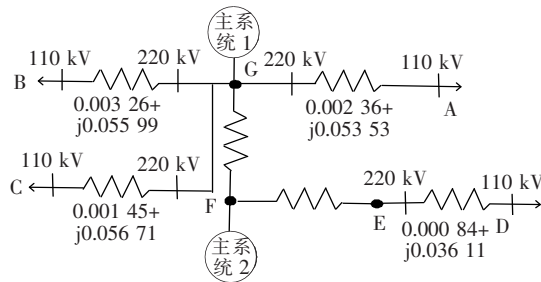 主系
统 1
110 kV
220 kV
G
220 kV
110 kV
B
A
0.003 26+
j0.055 99
0.002 36+
j0.053 53
110 kV
220 kV
C
F
0.001 45+
j0.056 71
220 kV
110 kV
E
D
0.000 84+
j0.036 11
主系
统 2